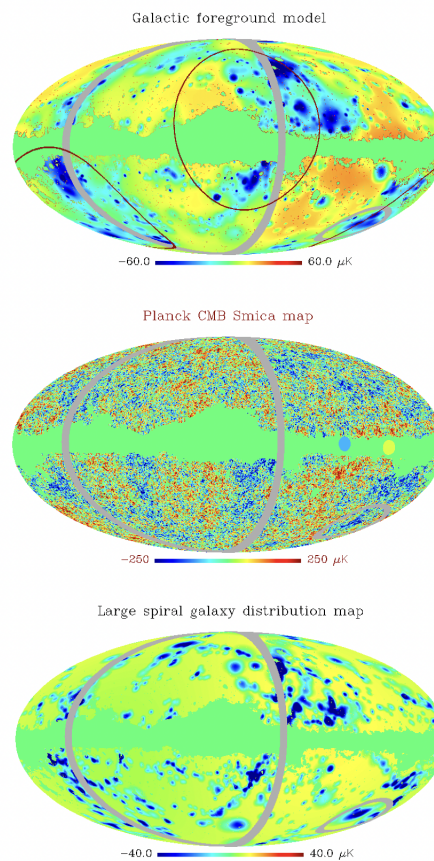 Galactic foreground model
−60.0 60.0 μK
Planck CMB Smica map
−250 250 μK
Large spiral galaxy distribution map
−40.0 40.0 μK